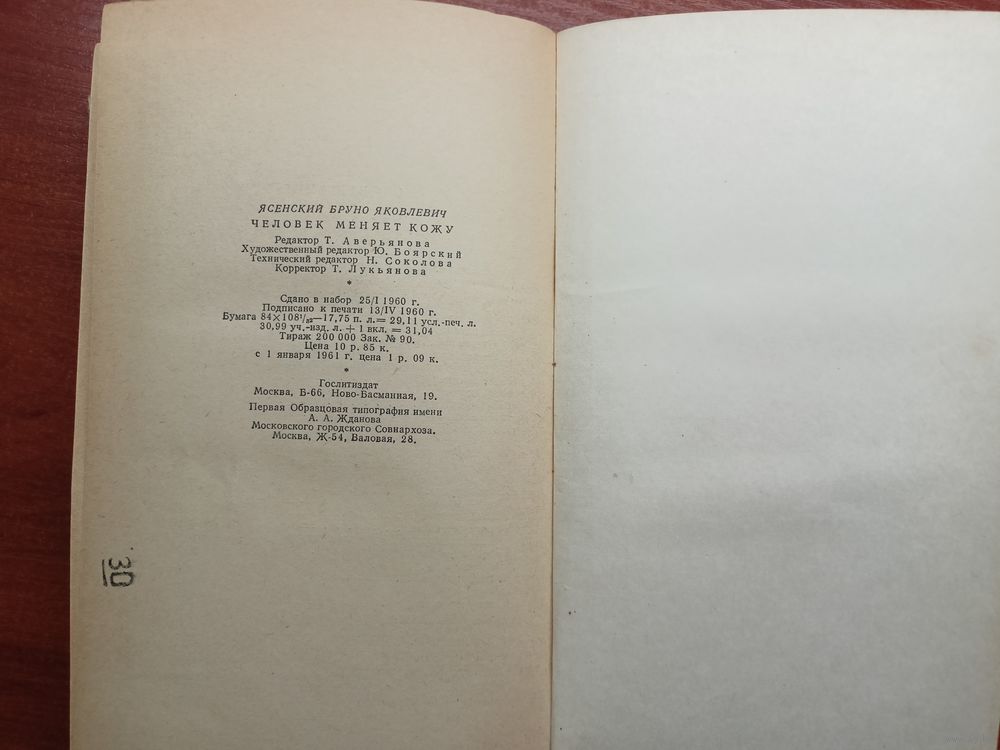 ЯСЕНСКИЙ БРУНО ЯКОВЛЕВИЧ
ЧЕЛОВЕК МЕНЯЕТ КОЖУ
Редактор Т. Аверьянова
Художественный редактор Ю. Боярский
Технический редактор Н. Соколова
Корректор Т. Лукьянова
*
Сдано в набор 25/I 1960 г.
Подписано к печати 13/IV 1960 г.
Бумага 84×108¹/₃₂—17,75 п. л.= 29,11 усл.-печ. л.
30,99 уч.-изд. л. + 1 вкл. = 31,04
Тираж 200 000 Зак. № 90.
Цена 10 р. 85 к.
с 1 января 1961 г. цена 1 р. 09 к.
*
Гослитиздат
Москва, Б-66, Ново-Басманная, 19.
Первая Образцовая типография имени
А. А. Жданова
Московского городского Совнархоза.
Москва, Ж-54, Валовая, 28.
30